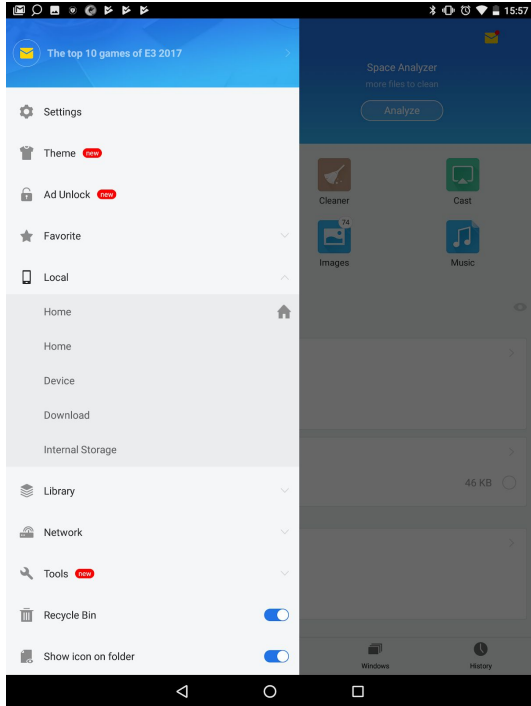 15:57
The top 10 games of E3 2017
Space Analyzer
more files to clean
Analyze
Settings
Theme new
Ad Unlock new
Favorite
Local
Home
Home
Device
Download
Internal Storage
Library
Network
Tools new
Recycle Bin
Show icon on folder
Cleaner
Cast
74
Images
Music
46 KB
Windows
History